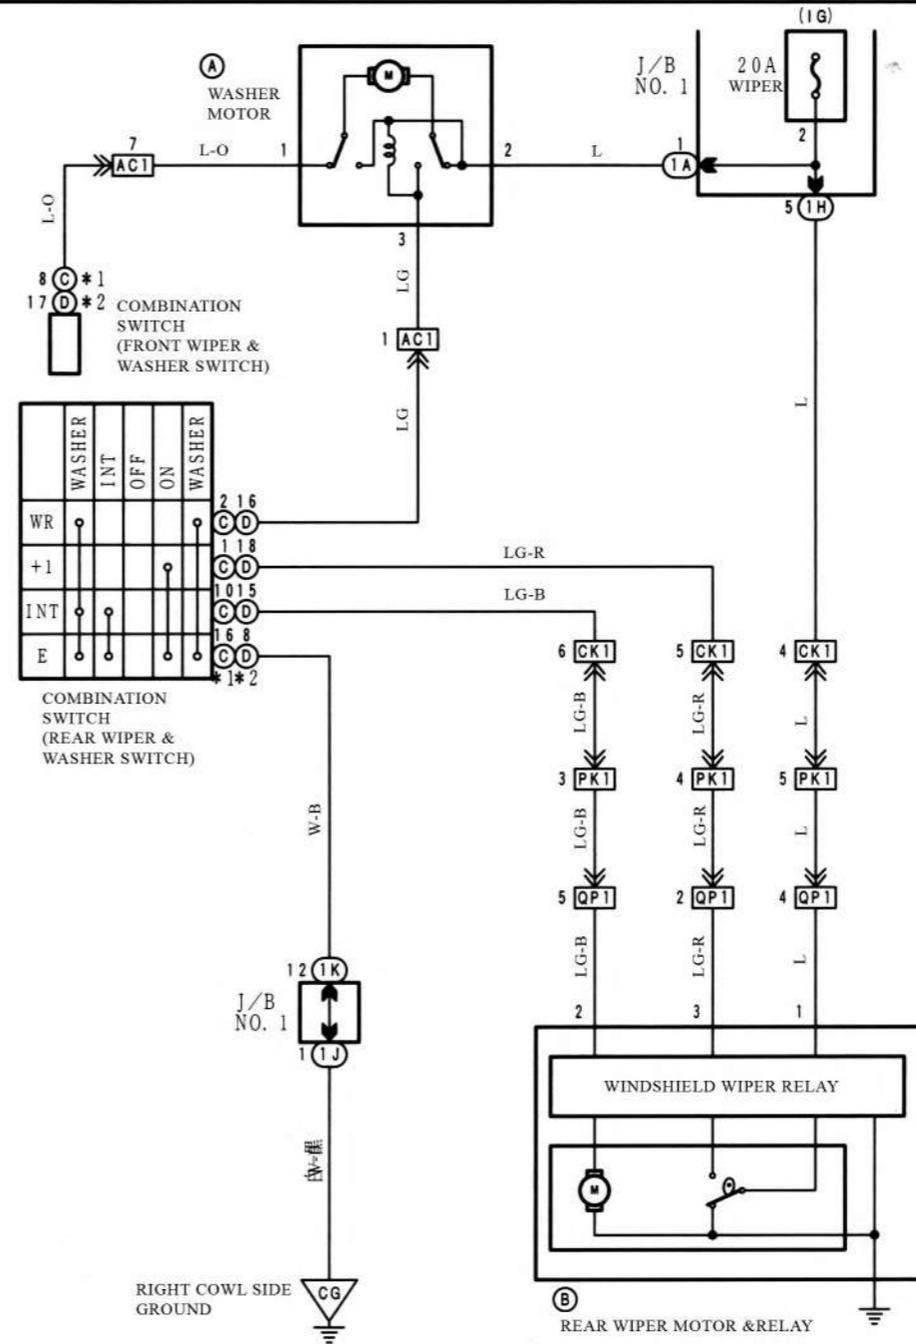 (IG)
J/B
NO. 1
20A
WIPER
2
A
WASHER
MOTOR
M
7
AC1
L-O
1
2
L
1
1A
5
1H
L-O
3
LG
8 C *1
17 D *2
COMBINATION
SWITCH
(FRONT WIPER &
WASHER SWITCH)
1 AC1
LG
L
WASHER
INT
OFF
ON
WASHER
WR
2 16
C D
+1
1 18
C D
LG-R
INT
10 15
C D
LG-B
E
16 8
C D
*1 *2
COMBINATION
SWITCH
(REAR WIPER &
WASHER SWITCH)
6 CK1
5 CK1
4 CK1
LG-B
LG-R
L
3 PK1
4 PK1
5 PK1
W-B
LG-B
LG-R
L
5 QP1
2 QP1
4 QP1
LG-B
LG-R
L
12 1K
J/B
NO. 1
1 1J
2
3
1
WINDSHIELD WIPER RELAY
M
RIGHT COWL SIDE
GROUND
CG
B
REAR WIPER MOTOR &RELAY